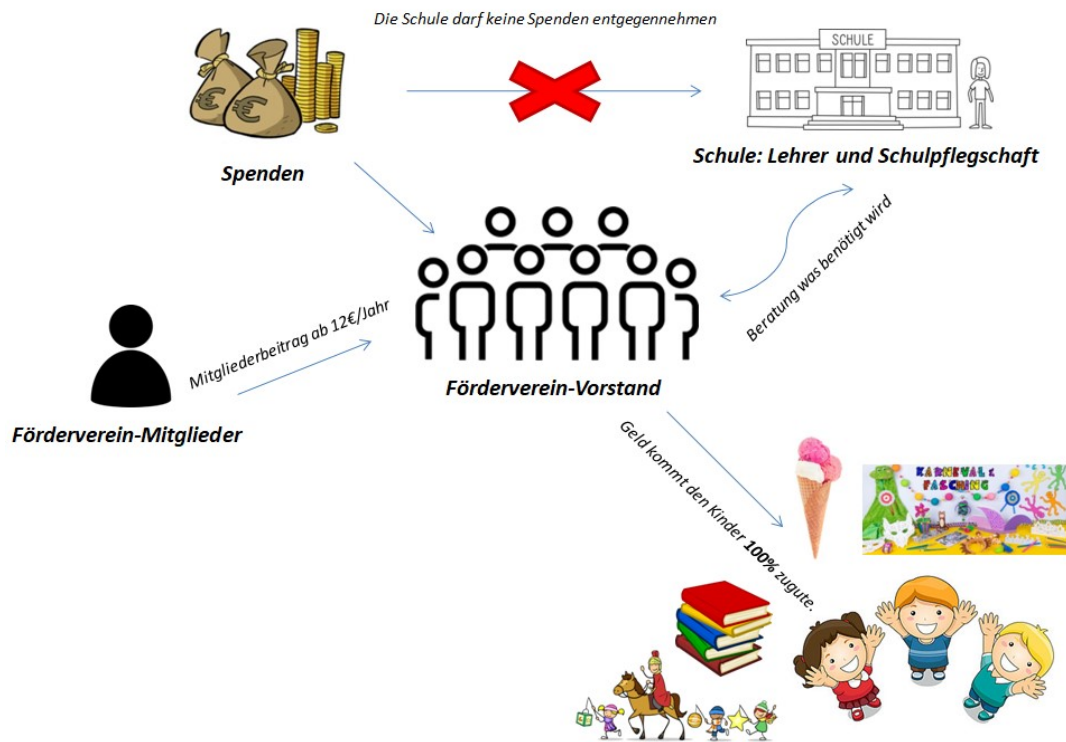 Die Schule darf keine Spenden entgegennehmen
SCHULE
Spenden
Schule: Lehrer und Schulpflegschaft
Beratung was benötigt wird
Mitgliederbeitrag ab 12€/Jahr
Förderverein-Vorstand
Förderverein-Mitglieder
Geld kommt den Kinder 100% zugute.
KARNEVAL &
FASCHING
€
€